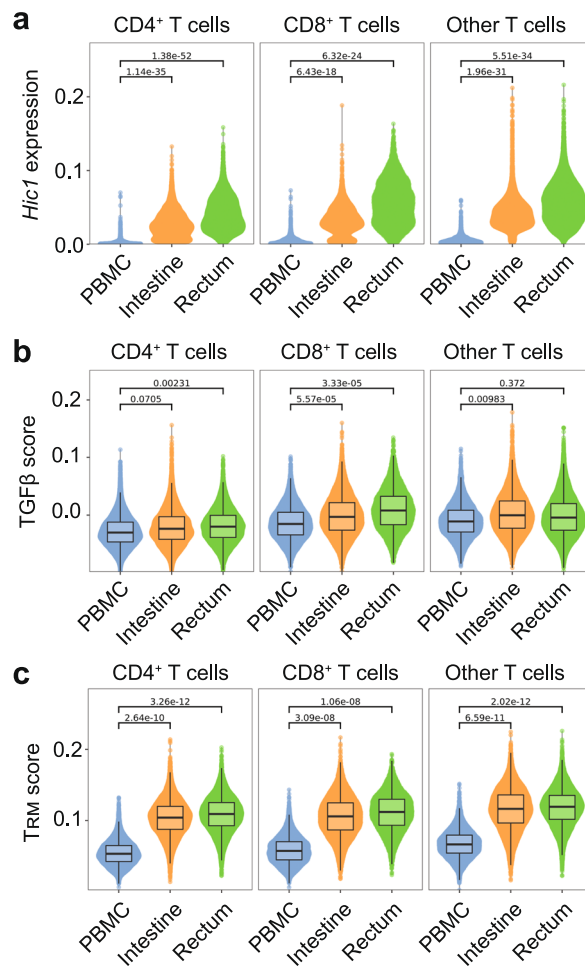 a
CD4+ T cells
CD8+ T cells
Other T cells
Hic1 expression
0.2
0.1
0.0
1.38e-52
1.14e-35
6.32e-24
6.43e-18
5.51e-34
1.96e-31
PBMC
Intestine
Rectum
PBMC
Intestine
Rectum
PBMC
Intestine
Rectum
b
CD4+ T cells
CD8+ T cells
Other T cells
TGFβ score
0.2
0.1
0.0
0.00231
0.0705
3.33e-05
5.57e-05
0.372
0.00983
PBMC
Intestine
Rectum
PBMC
Intestine
Rectum
PBMC
Intestine
Rectum
c
CD4+ T cells
CD8+ T cells
Other T cells
TRM score
0.2
0.1
3.26e-12
2.64e-10
1.06e-08
3.09e-08
2.02e-12
6.59e-11
PBMC
Intestine
Rectum
PBMC
Intestine
Rectum
PBMC
Intestine
Rectum